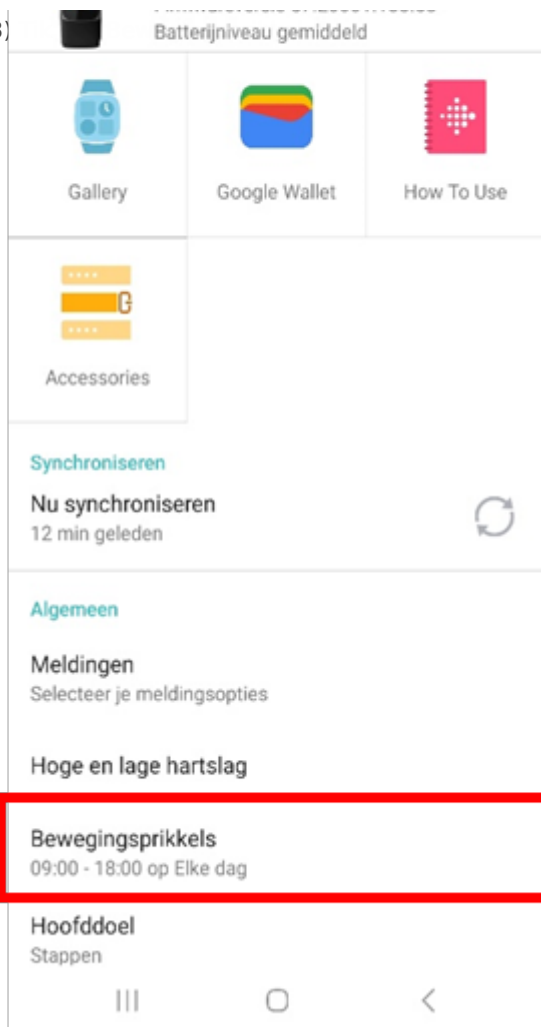 3)
Batterijniveau gemiddeld
Gallery
Google Wallet
How To Use
Accessories
Synchroniseren
Nu synchroniseren
12 min geleden
Algemeen
Meldingen
Selecteer je meldingsopties
Hoge en lage hartslag
Bewegingsprikkels
09:00 - 18:00 op Elke dag
Hoofddoel
Stappen